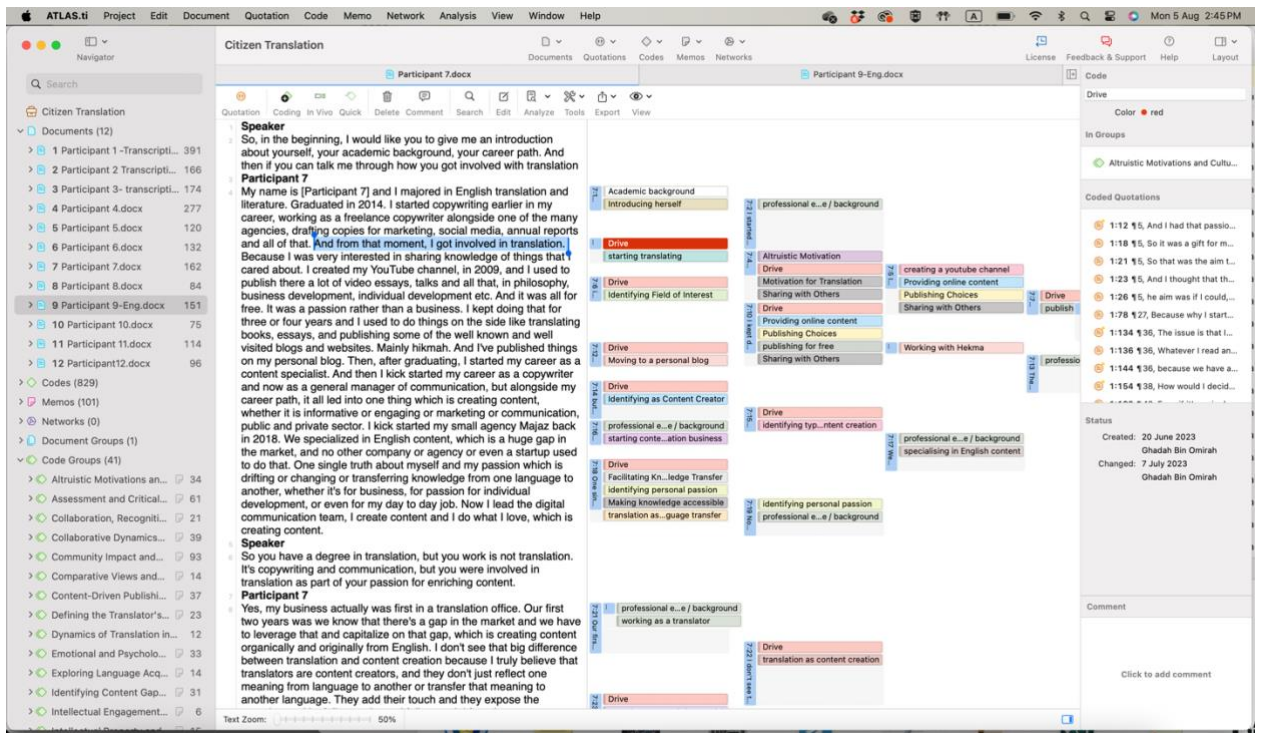 ATLAS.ti Project Edit Document Quotation Code Memo Network Analysis View Window Help
A
Mon 5 Aug 2:45 PM
Navigator
Citizen Translation
Documents Quotations Codes Memos Networks
License Feedback & Support Help Layout
Search
Citizen Translation
Documents (12)
1 Participant 1 -Transcripti... 391
2 Participant 2 Transcripti... 166
3 Participant 3- transcripti... 174
4 Participant 4.docx 277
5 Participant 5.docx 120
6 Participant 6.docx 132
7 Participant 7.docx 162
8 Participant 8.docx 84
9 Participant 9-Eng.docx 151
10 Participant 10.docx 75
11 Participant 11.docx 114
12 Participant12.docx 96
Codes (829)
Memos (101)
Networks (0)
Document Groups (1)
Code Groups (41)
Altruistic Motivations an... 34
Assessment and Critical... 61
Collaboration, Recogniti... 21
Collaborative Dynamics... 39
Community Impact and... 93
Comparative Views and... 14
Content-Driven Publishi... 37
Defining the Translator's... 23
Dynamics of Translation in... 12
Emotional and Psycholo... 33
Exploring Language Acq... 14
Identifying Content Gap... 31
Intellectual Engagement... 6
Participant 7.docx
Participant 9-Eng.docx
Quotation Coding In Vivo Quick Delete Comment Search Edit Analyze Tools Export View
Speaker
So, in the beginning, I would like you to give me an introduction
about yourself, your academic background, your career path. And
then if you can talk me through how you got involved with translation
Participant 7
My name is [Participant 7] and I majored in English translation and
literature. Graduated in 2014. I started copywriting earlier in my
career, working as a freelance copywriter alongside one of the many
agencies, drafting copies for marketing, social media, annual reports
and all of that. And from that moment, I got involved in translation.
Because I was very interested in sharing knowledge of things that
cared about. I created my YouTube channel, in 2009, and I used to
publish there a lot of video essays, talks and all that, in philosophy,
business development, individual development etc. And it was all for
free. It was a passion rather than a business. I kept doing that for
three or four years and I used to do things on the side like translating
books, essays, and publishing some of the well known and well
visited blogs and websites. Mainly hikmah. And I've published things
on my personal blog. Then, after graduating, I started my career as a
content specialist. And then I kick started my career as a copywriter
and now as a general manager of communication, but alongside my
career path, it all led into one thing which is creating content,
whether it is informative or engaging or marketing or communication,
public and private sector. I kick started my small agency Majaz back
in 2018. We specialized in English content, which is a huge gap in
the market, and no other company or agency or even a startup used
to do that. One single truth about myself and my passion which is
drifting or changing or transferring knowledge from one language to
another, whether it's for business, for passion for individual
development, or even for my day to day job. Now I lead the digital
communication team, I create content and I do what I love, which is
creating content.
Speaker
So you have a degree in translation, but you work is not translation.
It's copywriting and communication, but you were involved in
translation as part of your passion for enriching content.
Participant 7
Yes, my business actually was first in a translation office. Our first
two years was we know that there's a gap in the market and we have
to leverage that and capitalize on that gap, which is creating content
organically and originally from English. I don't see that big difference
between translation and content creation because I truly believe that
translators are content creators, and they don't just reflect one
meaning from language to another or transfer that meaning to
another language. They add their touch and they expose the
Text Zoom: 50%
Academic background
Introducing herself
professional e...e / background
Drive
starting translating
Altruistic Motivation
Drive
Motivation for Translation
Sharing with Others
creating a youtube channel
Providing online content
Publishing Choices
Sharing with Others
Drive
Identifying Field of Interest
Drive
publish
Drive
Providing online content
Publishing Choices
publishing for free
Sharing with Others
Drive
Moving to a personal blog
Working with Hekma
professio
Drive
Identifying as Content Creator
Drive
identifying typ...ntent creation
professional e...e / background
starting conte...ation business
professional e...e / background
specialising in English content
Drive
Facilitating Kn...ledge Transfer
identifying personal passion
Making knowledge accessible
translation as...guage transfer
identifying personal passion
professional e...e / background
professional e...e / background
working as a translator
Drive
translation as content creation
Drive
Code
Drive
Color red
In Groups
Altruistic Motivations and Cultu...
Coded Quotations
1:12 ¶5, And I had that passio...
1:18 ¶5, So it was a gift for m...
1:21 ¶5, So that was the aim t...
1:23 ¶5, And I thought that th...
1:26 ¶5, he aim was if I could,...
1:78 ¶27, Because why I start...
1:134 ¶36, The issue is that I...
1:136 ¶36, Whatever I read an...
1:144 ¶36, because we have a...
1:154 ¶38, How would I decid...
Status
Created: 20 June 2023
Ghadah Bin Omirah
Changed: 7 July 2023
Ghadah Bin Omirah
Comment
Click to add comment